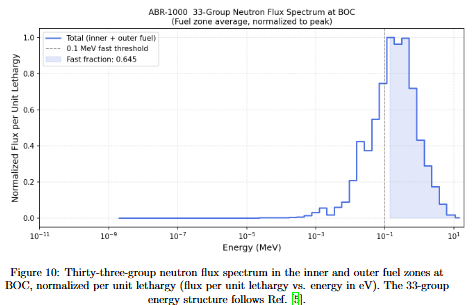 ABR-1000 33-Group Neutron Flux Spectrum at BOC
(Fuel zone average, normalized to peak)
Total (inner + outer fuel)
0.1 MeV fast threshold
Fast fraction: 0.645
Normalized Flux per Unit Lethargy
1.0
0.8
0.6
0.4
0.2
0.0
10⁻¹¹ 10⁻⁹ 10⁻⁷ 10⁻⁵ 10⁻³ 10⁻¹ 10¹
Energy (MeV)
Figure 10: Thirty-three-group neutron flux spectrum in the inner and outer fuel zones at
BOC, normalized per unit lethargy (flux per unit lethargy vs. energy in eV). The 33-group
energy structure follows Ref. [5].